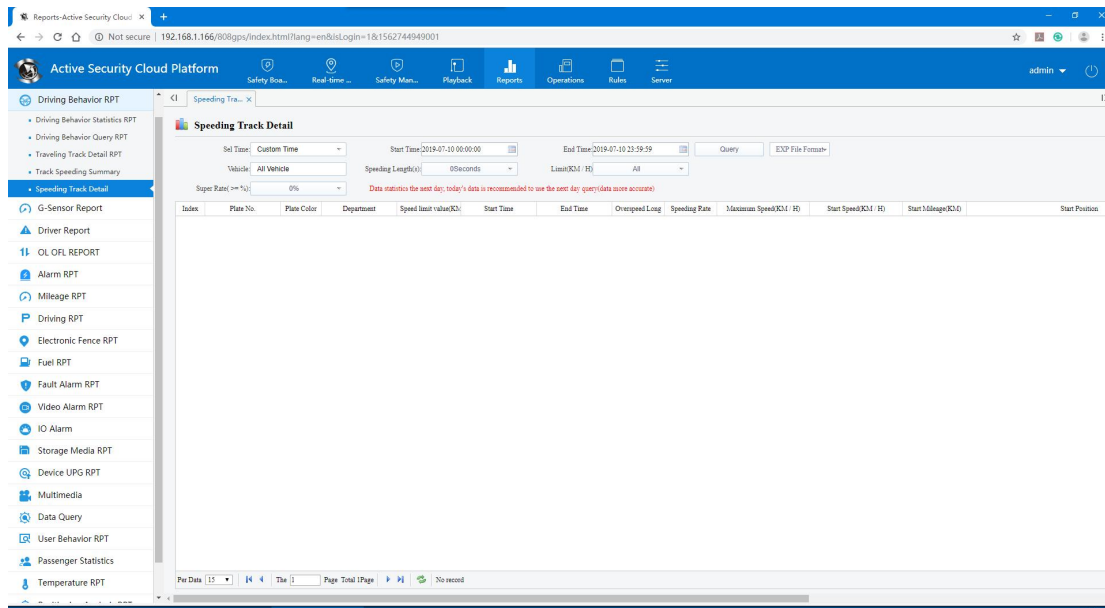 Reports-Active Security Cloud
Not secure | 192.168.1.166/808gps/index.html?lang=en&IsLogin=1&1562744949001
Active Security Cloud Platform
Safety Boa...
Real-time ...
Safety Man...
Playback
Reports
Operations
Rules
Server
admin
Driving Behavior RPT
Driving Behavior Statistics RPT
Driving Behavior Query RPT
Traveling Track Detail RPT
Track Speeding Summary
Speeding Track Detail
G-Sensor Report
Driver Report
OL OFL REPORT
Alarm RPT
Mileage RPT
Driving RPT
Electronic Fence RPT
Fuel RPT
Fault Alarm RPT
Video Alarm RPT
IO Alarm
Storage Media RPT
Device UPG RPT
Multimedia
Data Query
User Behavior RPT
Passenger Statistics
Temperature RPT
Speeding Tra...
Speeding Track Detail
Sel Time: Custom Time Start Time: 2019-07-10 00:00:00 End Time: 2019-07-10 23:59:59 Query EXP File Format
Vehicle: All Vehicle Speeding Length(s): 0Seconds Limit(KM / H) All
Super Rate( >= %): 0% Data statistics the next day, today's data is recommended to use the next day query(data more accurate)
Index Plate No. Plate Color Department Speed limit value(KM Start Time End Time Overspeed Long Speeding Rate Maximum Speed(KM / H) Start Speed(KM / H) Start Mileage(KM) Start Position
Per Data 15 The 1 Page Total 1Page No record